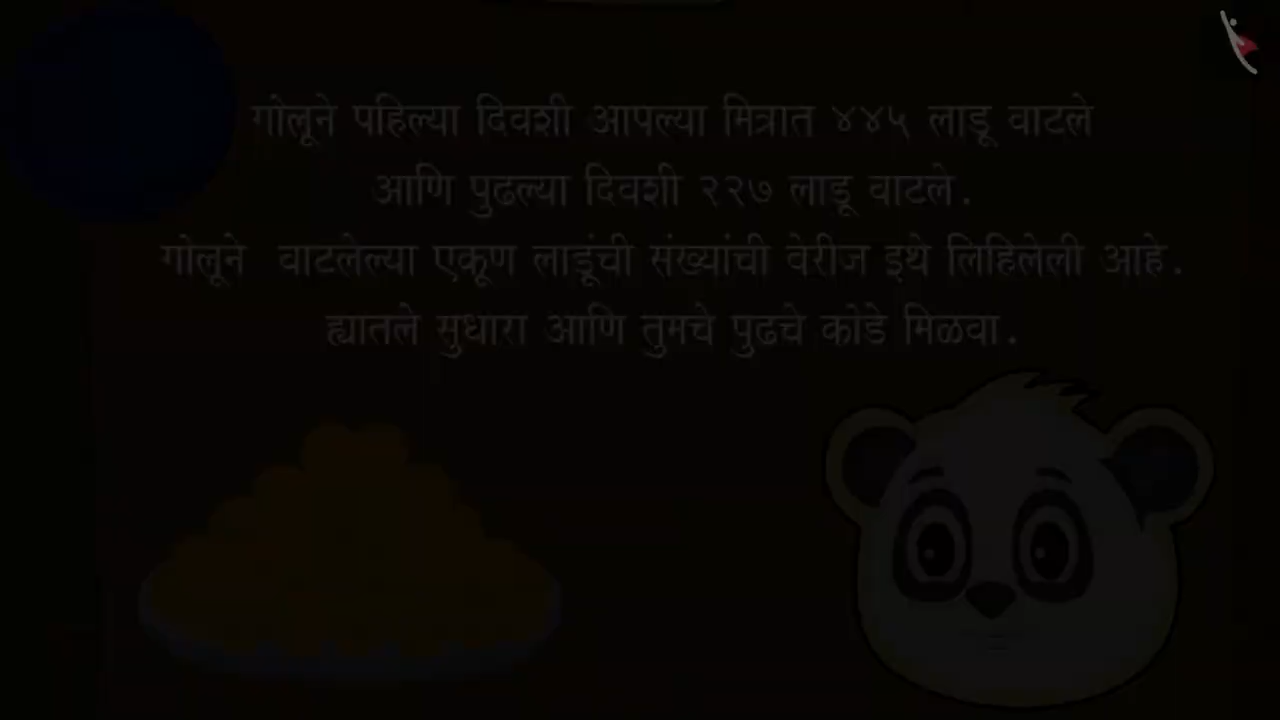 गोलूने पहिल्या दिवशी आपल्या मित्रात ४४५ लाडू वाटले
आणि पुढल्या दिवशी २२७ लाडू वाटले.
गोलूने वाटलेल्या एकूण लाडूंची संख्यांची वेरीज इथे लिहिलेली आहे.
ह्यातले सुधारा आणि तुमचे पुढचे कोडे मिळवा.